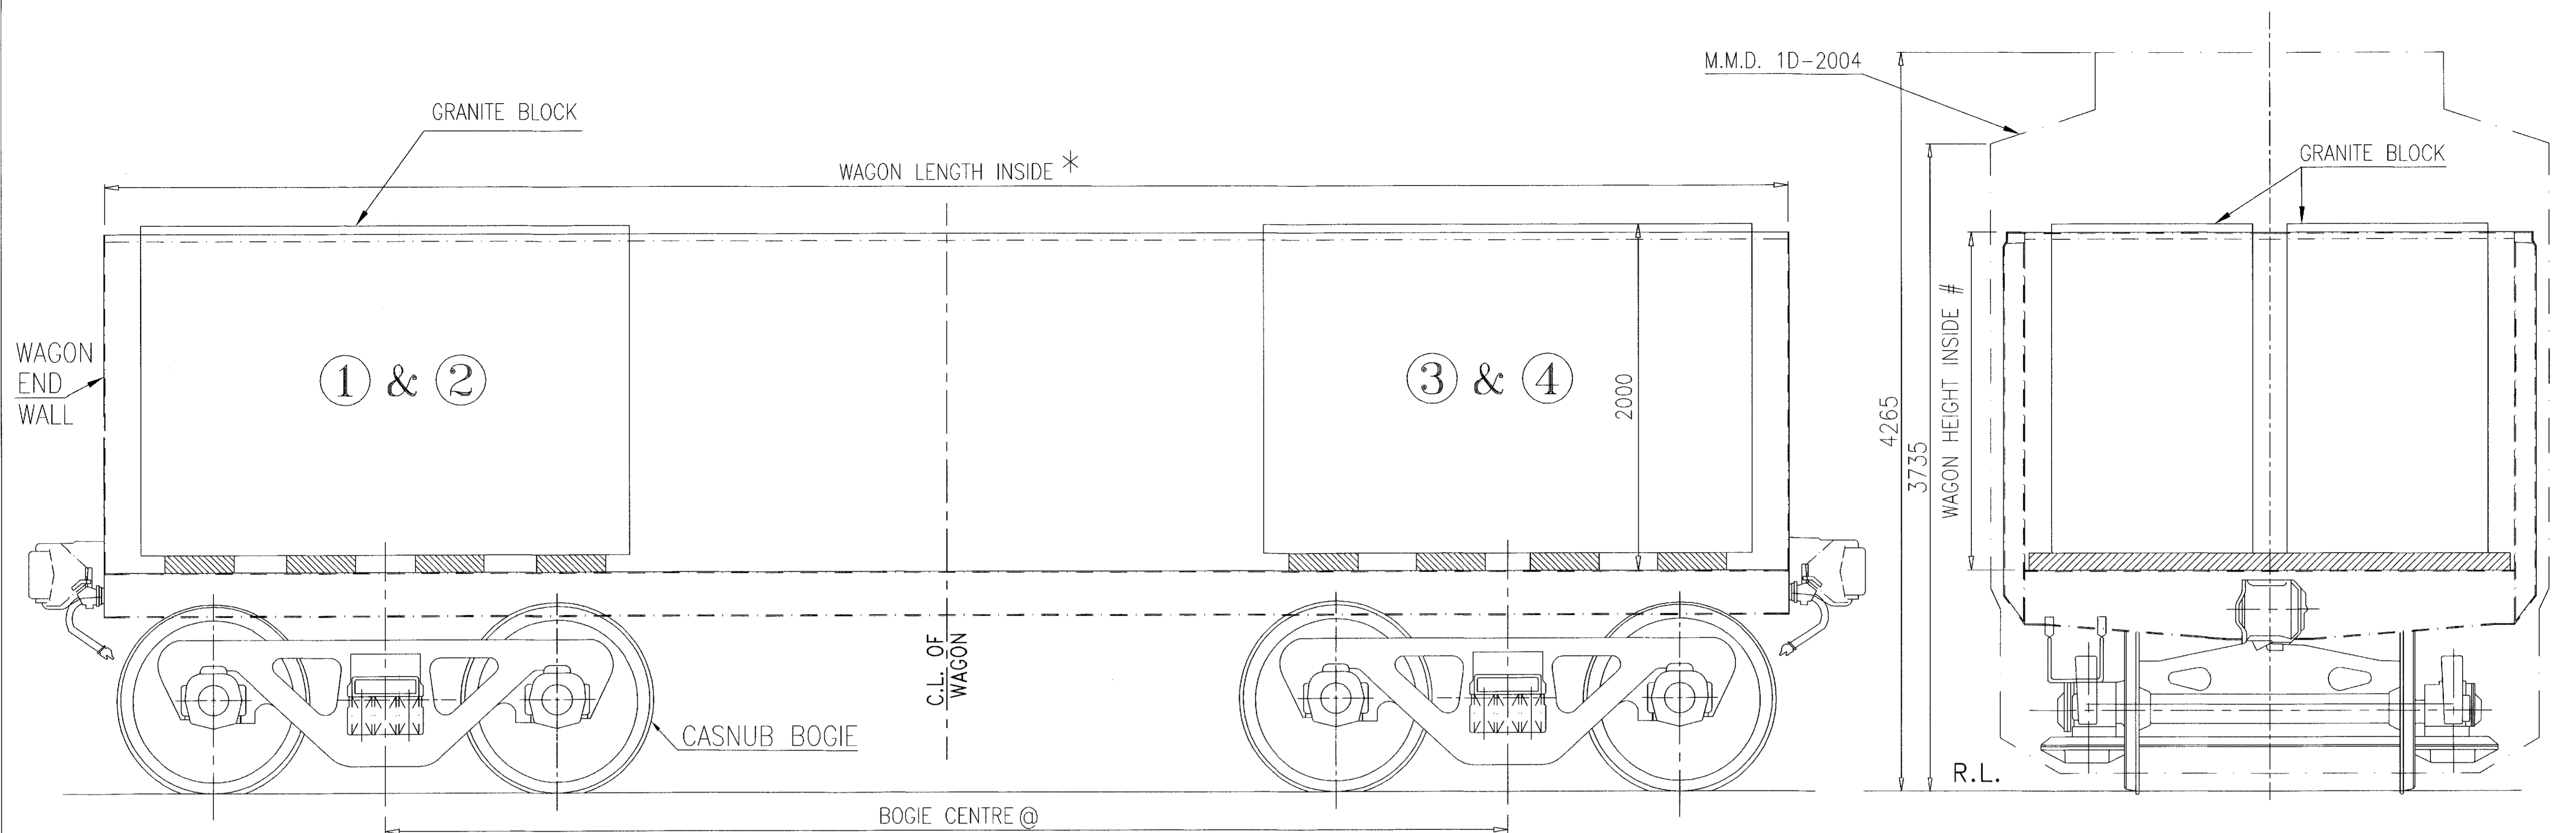 M.M.D. 1D-2004
GRANITE BLOCK
WAGON LENGTH INSIDE *
GRANITE BLOCK
WAGON
END
WALL
1 & 2
3 & 4
2000
4265
3735
WAGON HEIGHT INSIDE #
C.L. OF
WAGON
CASNUB BOGIE
R.L.
BOGIE CENTRE @